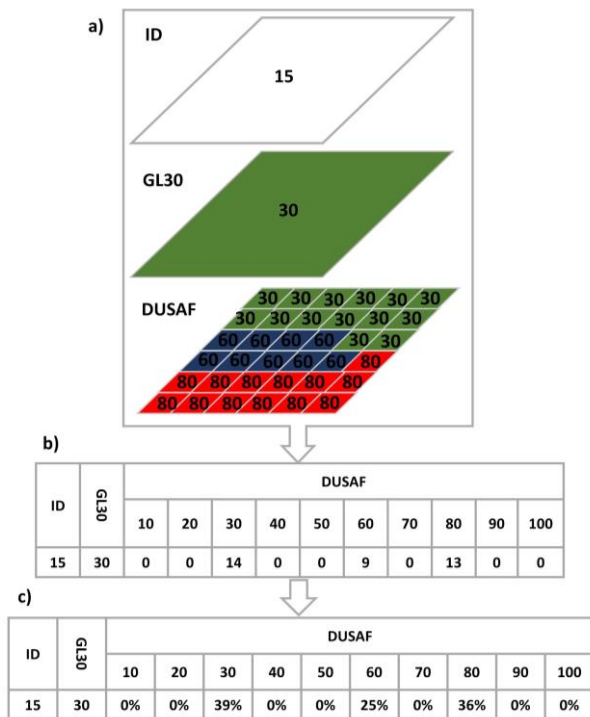 a)
ID
15
GL30
30
DUSAF
30 30 30 30 30 30
30 30 30 30 30 30
60 60 60 60 30 30
60 60 60 60 60 80
80 80 80 80 80 80
80 80 80 80 80 80
b)
ID GL30 DUSAF
10 20 30 40 50 60 70 80 90 100
15 30 0 0 14 0 0 9 0 13 0 0
c)
ID GL30 DUSAF
10 20 30 40 50 60 70 80 90 100
15 30 0% 0% 39% 0% 0% 25% 0% 36% 0% 0%